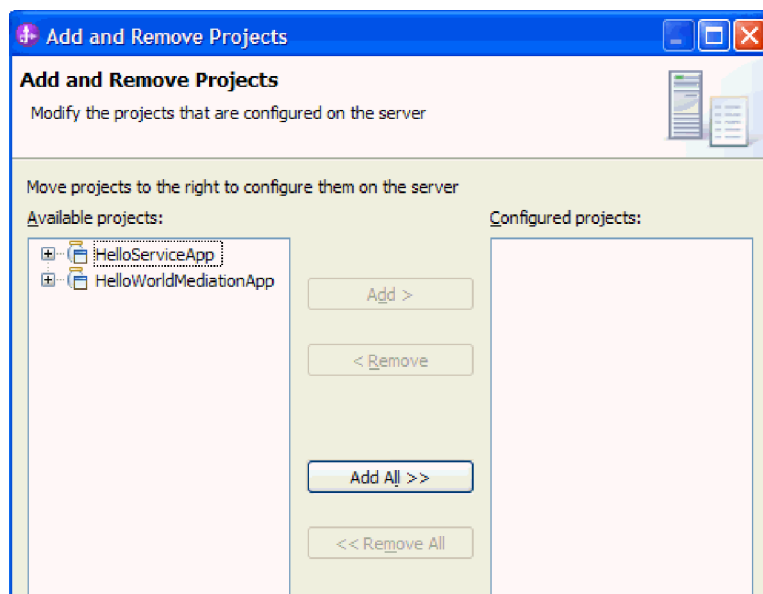 Add and Remove Projects
Add and Remove Projects
Modify the projects that are configured on the server
Move projects to the right to configure them on the server
Available projects:
Configured projects:
HelloServiceApp
HelloWorldMediationApp
Add >
< Remove
Add All >>
<< Remove All